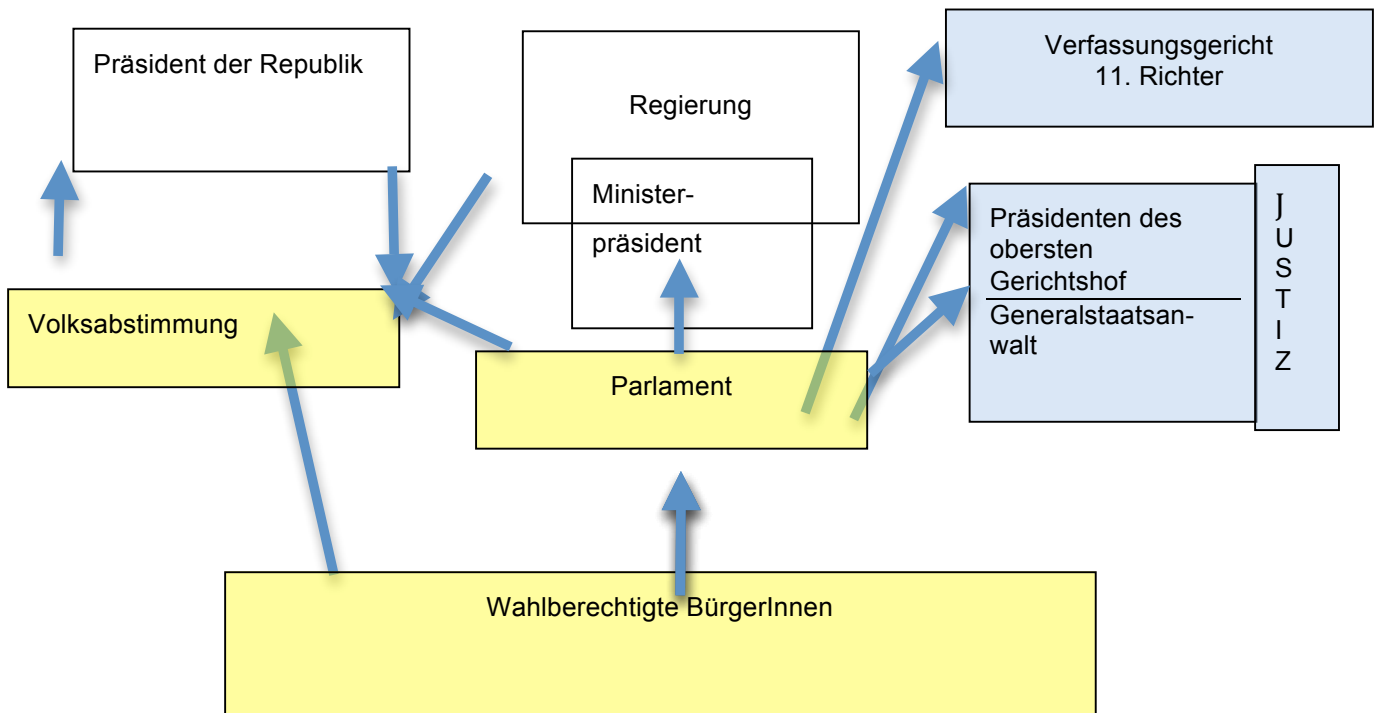 Präsident der Republik
Regierung
Verfassungsgericht
11. Richter
Minister-
präsident
Präsidenten des
obersten
Gerichtshof
Generalstaatsan-
walt
J
U
S
T
I
Z
Volksabstimmung
Parlament
Wahlberechtigte BürgerInnen